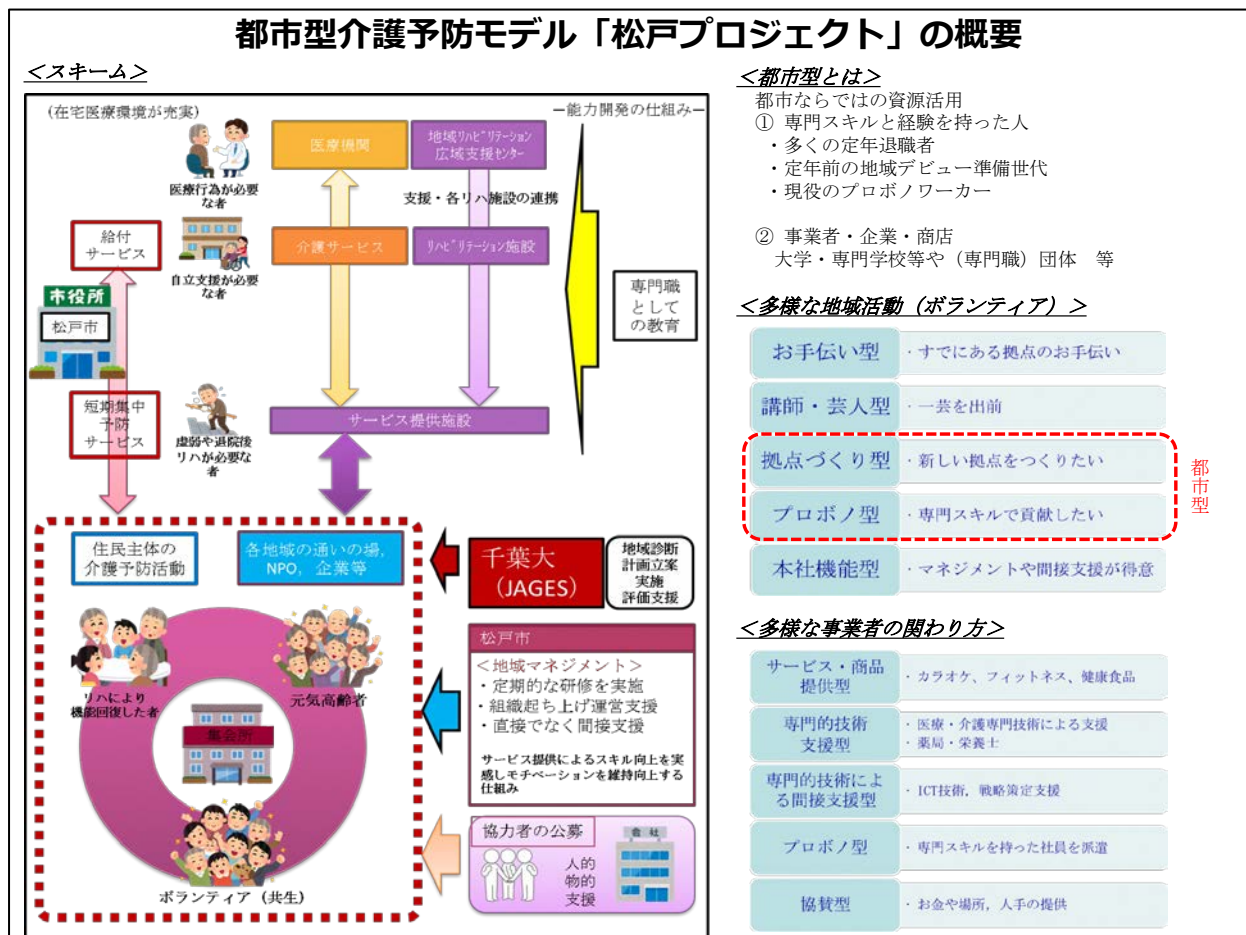 都市型介護予防モデル「松戸プロジェクト」の概要
<スキーム>
(在宅医療環境が充実)
―能力開発の仕組み―
医療行為が必要
な者
医療機関
地域ﾘﾊﾋﾞﾘﾃｰｼｮﾝ
広域支援ｾﾝﾀｰ
支援・各リハ施設の連携
給付
サービス
自立支援が必要
な者
介護サービス
ﾘﾊﾋﾞﾘﾃｰｼｮﾝ施設
専門職
として
の教育
市役所
松戸市
短期集中
予防
サービス
虚弱や退院後
リハが必要な
者
サービス提供施設
住民主体の
介護予防活動
各地域の通いの場,
NPO, 企業等
千葉大
(JAGES)
地域診断
計画立案
実施
評価支援
リハにより
機能回復した者
元気高齢者
集会所
ボランティア (共生)
松戸市
<地域マネジメント>
・定期的な研修を実施
・組織起ち上げ運営支援
・直接でなく間接支援
サービス提供によるスキル向上を実
感しモチベーションを維持向上する
仕組み
協力者の公募
会社
人的
物的
支援
<都市型とは>
都市ならではの資源活用
① 専門スキルと経験を持った人
・多くの定年退職者
・定年前の地域デビュー準備世代
・現役のプロボノワーカー
② 事業者・企業・商店
大学・専門学校等や(専門職)団体 等
<多様な地域活動(ボランティア)>
お手伝い型
・すでにある拠点のお手伝い
講師・芸人型
・一芸を出前
拠点づくり型
・新しい拠点をつくりたい
プロボノ型
・専門スキルで貢献したい
都市型
本社機能型
・マネジメントや間接支援が得意
<多様な事業者の関わり方>
サービス・商品
提供型
・カラオケ、フィットネス、健康食品
専門的技術
支援型
・医療・介護専門技術による支援
・薬局・栄養士
専門的技術によ
る間接支援型
・ICT技術, 戦略策定支援
プロボノ型
・専門スキルを持った社員を派遣
協賛型
・お金や場所, 人手の提供